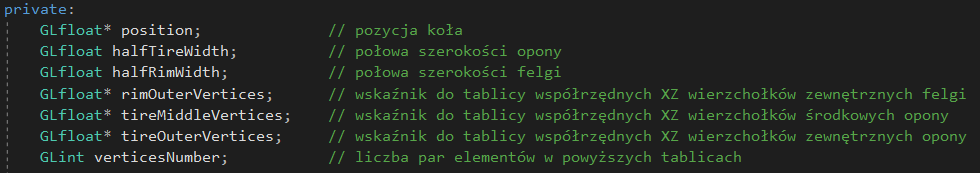 private:
GLfloat* position; // pozycja koła
GLfloat halfTireWidth; // połowa szerokości opony
GLfloat halfRimWidth; // połowa szerokości felgi
GLfloat* rimOuterVertices; // wskaźnik do tablicy współrzędnych XZ wierzchołków zewnętrznych felgi
GLfloat* tireMiddleVertices; // wskaźnik do tablicy współrzędnych XZ wierzchołków środkowych opony
GLfloat* tireOuterVertices; // wskaźnik do tablicy współrzędnych XZ wierzchołków zewnętrznych opony
GLint verticesNumber; // liczba par elementów w powyższych tablicach